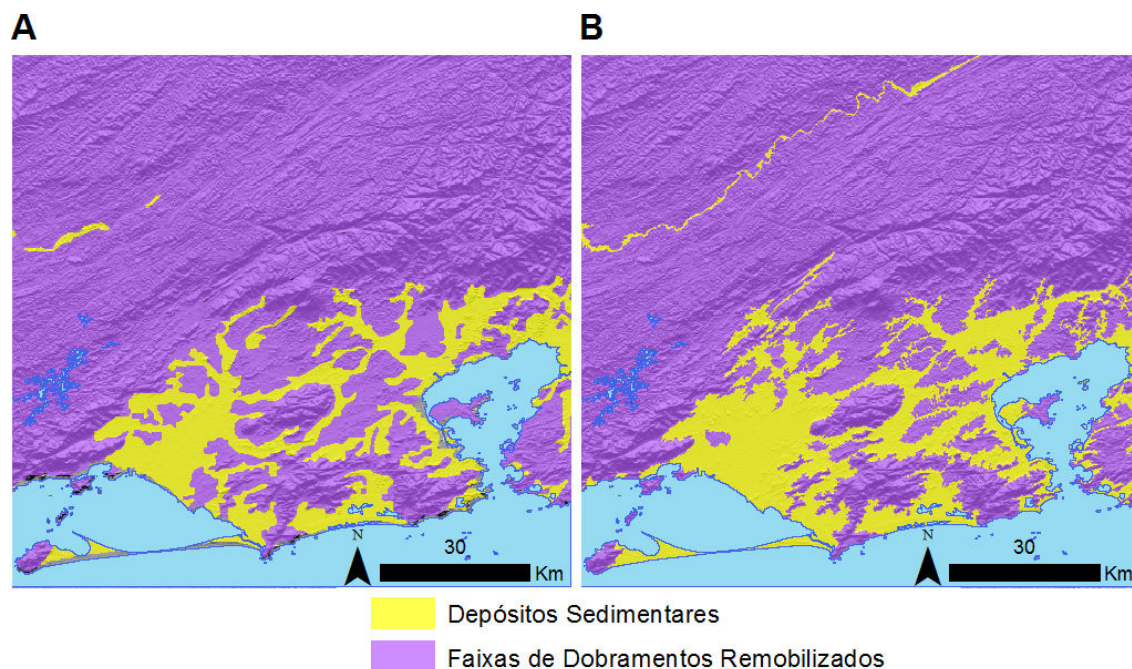 A
B
N
30
Km
N
30
Km
Depósitos Sedimentares
Faixas de Dobramentos Remobilizados